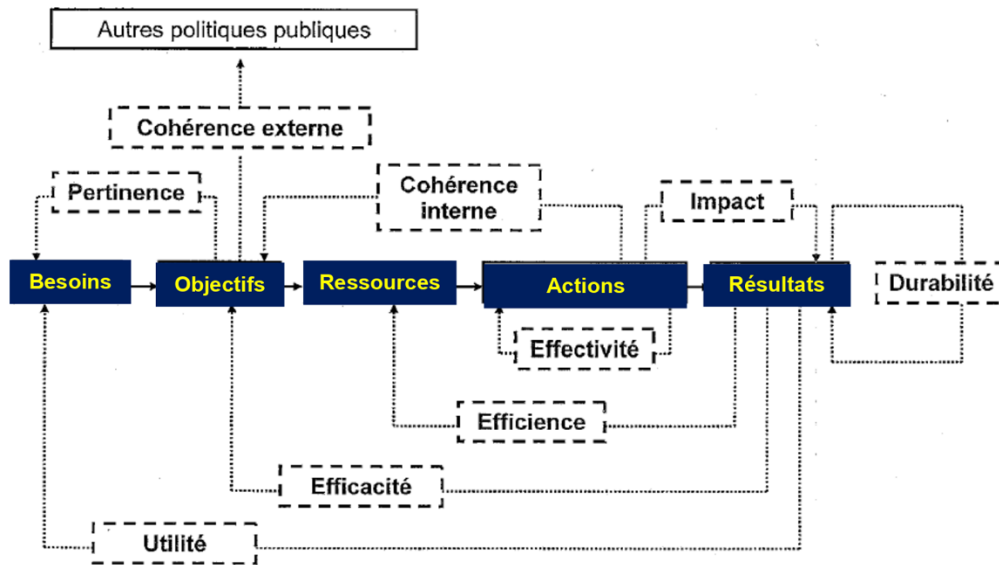 Autres politiques publiques
Cohérence externe
Pertinence
Cohérence
interne
Impact
Besoins
Objectifs
Ressources
Actions
Résultats
Durabilité
Effectivité
Efficience
Efficacité
Utilité